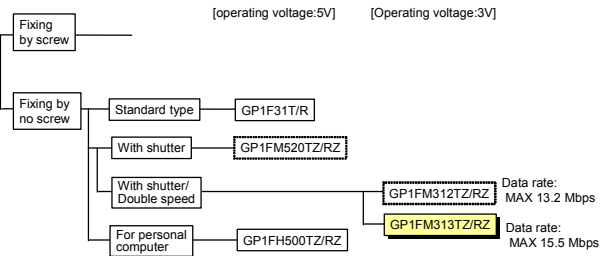 [operating voltage:5V] [Operating voltage:3V]
Fixing
by screw
Fixing by
no screw
Standard type
GP1F31T/R
With shutter
GP1FM520TZ/RZ
With shutter/
Double speed
GP1FM312TZ/RZ
Data rate:
MAX 13.2 Mbps
GP1FM313TZ/RZ
Data rate:
MAX 15.5 Mbps
For personal
computer
GP1FH500TZ/RZ